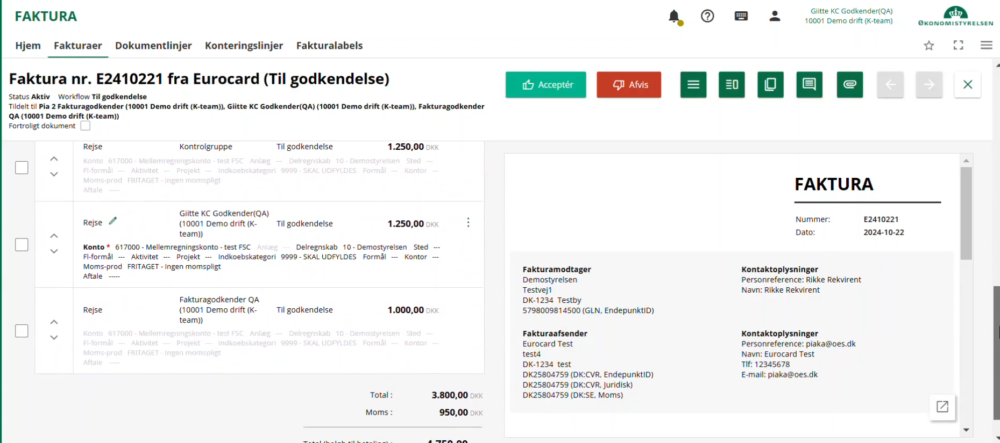 FAKTURA
Giitte KC Godkender(QA)
10001 Demo drift (K-team)
ØKONOMISTYRELSEN
Hjem Fakturaer Dokumentlinjer Konteringslinjer Fakturalabels
Faktura nr. E2410221 fra Eurocard (Til godkendelse)
Acceptér
Afvis
Status Aktiv Workflow Til godkendelse
Tildelt til Pia 2 Fakturagodkender (10001 Demo drift (K-team)), Giitte KC Godkender(QA) (10001 Demo drift (K-team)), Fakturagodkender
QA (10001 Demo drift (K-team))
Fortroligt dokument
Rejse Kontrolgruppe Til godkendelse 1.250,00 DKK
Konto 617000 - Mellemregningskonto - test FSC Anlæg --- Delregnskab 10 - Demostyrelsen Sted ---
Fl-formål --- Aktivitet --- Projekt --- Indkoebskategori 9999 - SKAL UDFYLDES Formål --- Kontor ---
Moms-prod FRITAGET - Ingen momspligt
Aftale -----
Giitte KC Godkender(QA)
(10001 Demo drift (K-
team))
Rejse Til godkendelse 1.250,00 DKK
Konto * 617000 - Mellemregningskonto - test FSC Anlæg --- Delregnskab 10 - Demostyrelsen Sted ---
Fl-formål --- Aktivitet --- Projekt --- Indkoebskategori 9999 - SKAL UDFYLDES Formål --- Kontor ---
Moms-prod FRITAGET - Ingen momspligt
Aftale -----
Fakturagodkender QA
(10001 Demo drift (K-
team))
Rejse Til godkendelse 1.000,00 DKK
Konto 617000 - Mellemregningskonto - test FSC Anlæg --- Delregnskab 10 - Demostyrelsen Sted ---
Fl-formål --- Aktivitet --- Projekt --- Indkoebskategori 9999 - SKAL UDFYLDES Formål --- Kontor ---
Moms-prod FRITAGET - Ingen momspligt
Aftale -----
Total : 3.800,00 DKK
Moms : 950,00 DKK
Total (beløb til betaling) : 4.750,00
FAKTURA
Nummer: E2410221
Dato: 2024-10-22
Fakturamodtager
Demostyrelsen
Testvej1
DK-1234 Testby
5798009814500 (GLN, EndepunktID)
Kontaktoplysninger
Personreference: Rikke Rekvirent
Navn: Rikke Rekvirent
Fakturaafsender
Eurocard Test
test4
DK-1234 test
DK25804759 (DK:CVR, EndepunktID)
DK25804759 (DK:CVR, Juridisk)
DK25804759 (DK:SE, Moms)
Kontaktoplysninger
Personreference: piaka@oes.dk
Navn: Eurocard Test
Tlf: 12345678
E-mail: piaka@oes.dk